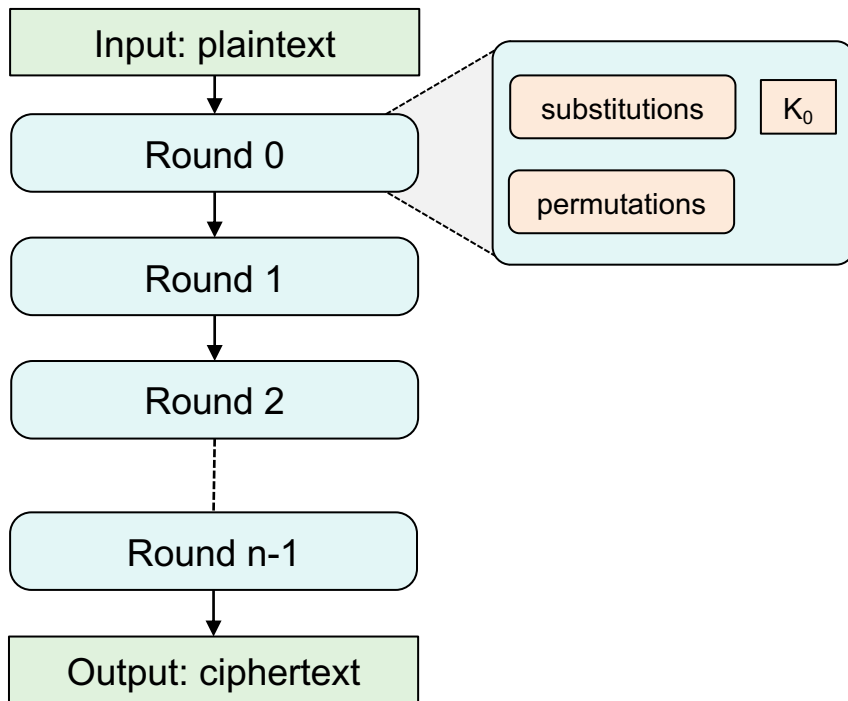 Input: plaintext
Round 0
substitutions
K₀
permutations
Round 1
Round 2
Round n-1
Output: ciphertext